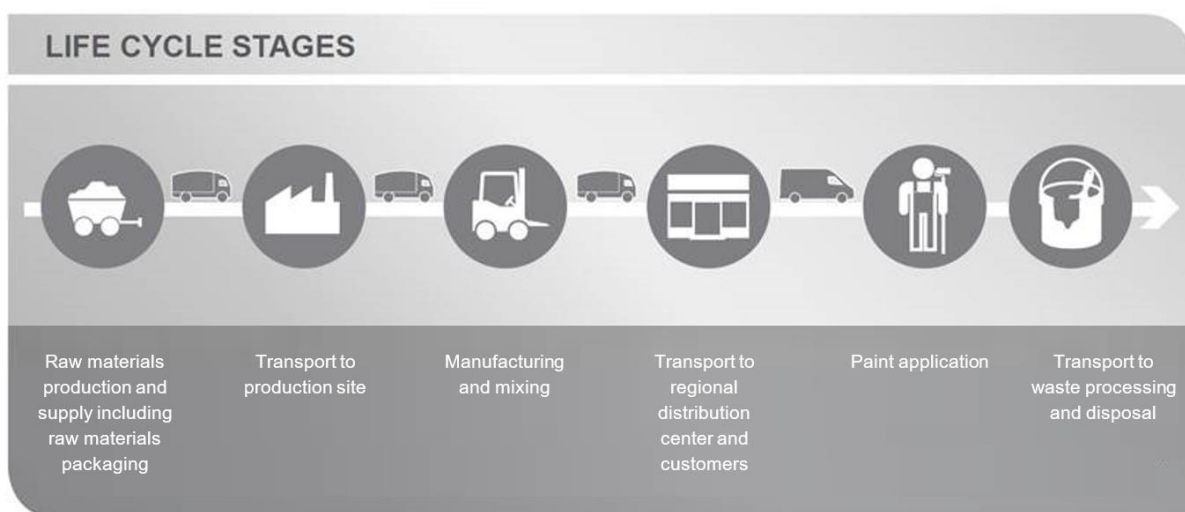 LIFE CYCLE STAGES
Raw materials
production and
supply including
raw materials
packaging
Transport to
production site
Manufacturing
and mixing
Transport to
regional
distribution
center and
customers
Paint application
Transport to
waste processing
and disposal